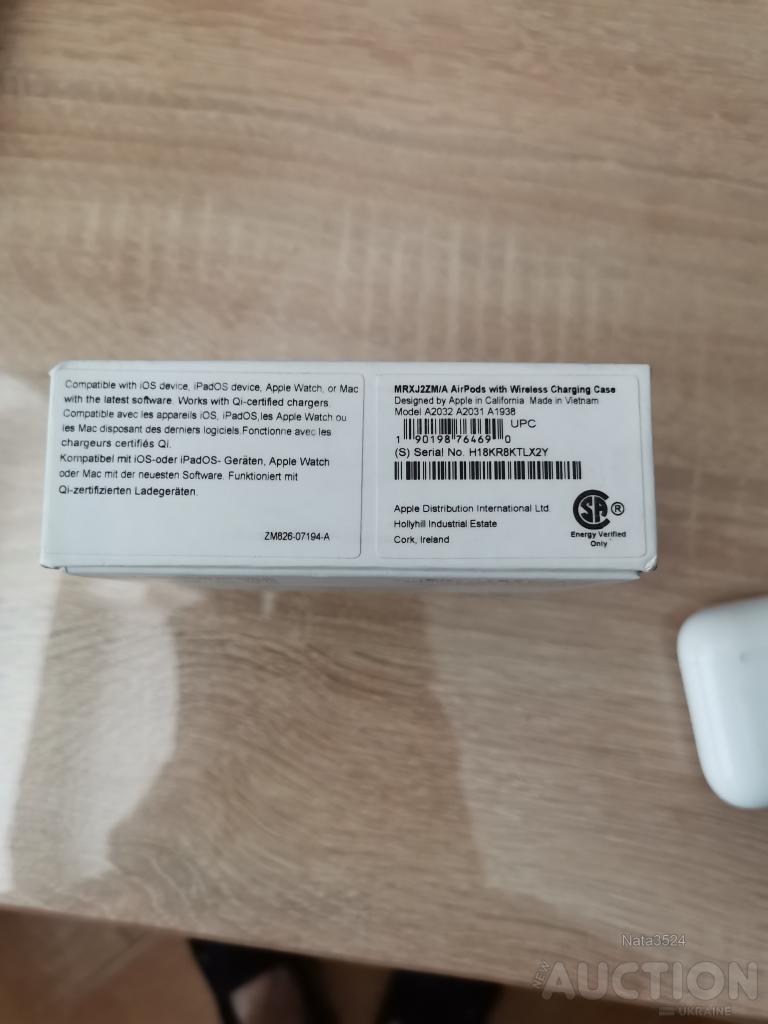 Compatible with iOS device, iPadOS device, Apple Watch, or Mac
with the latest software. Works with Qi-certified chargers.
Compatible avec les appareils iOS, iPadOS,les Apple Watch ou
les Mac disposant des derniers logiciels.Fonctionne avec les
chargeurs certifiés Qi.
Kompatibel mit iOS-oder iPadOS- Geräten, Apple Watch
oder Mac mit der neuesten Software. Funktioniert mit
Qi-zertifizierten Ladegeräten.
ZM826-07194-A
MRXJ2ZM/A AirPods with Wireless Charging Case
Designed by Apple in California Made in Vietnam
Model A2032 A2031 A1938
UPC
1 90198 76469 0
(S) Serial No. H18KR8KTLX2Y
Apple Distribution International Ltd
Hollyhill Industrial Estate
Cork, Ireland
SA ®
Energy Verified
Only
Nata3524
NEW AUCTION
UKRAINE